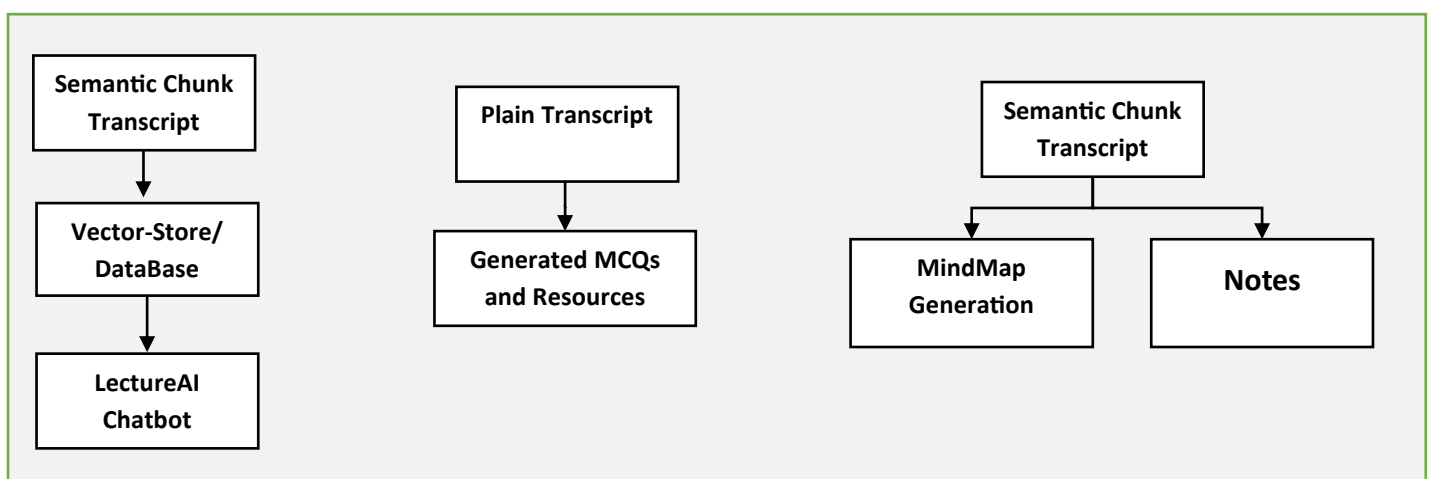 Semantic Chunk
Transcript
Vector-Store/
DataBase
LectureAI
Chatbot
Plain Transcript
Generated MCQs
and Resources
Semantic Chunk
Transcript
MindMap
Generation
Notes